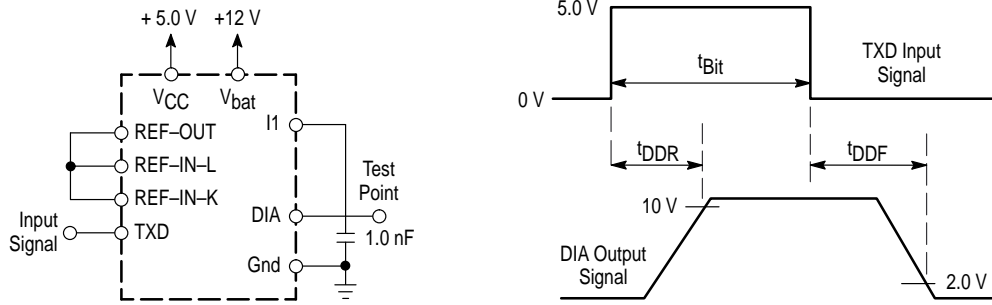 + 5.0 V
+12 V
VCC
Vbat
REF–OUT
REF–IN–L
REF–IN–K
TXD
Input
Signal
I1
DIA
Gnd
Test
Point
1.0 nF
5.0 V
0 V
tBit
TXD Input
Signal
tDDR
tDDF
10 V
DIA Output
Signal
2.0 V